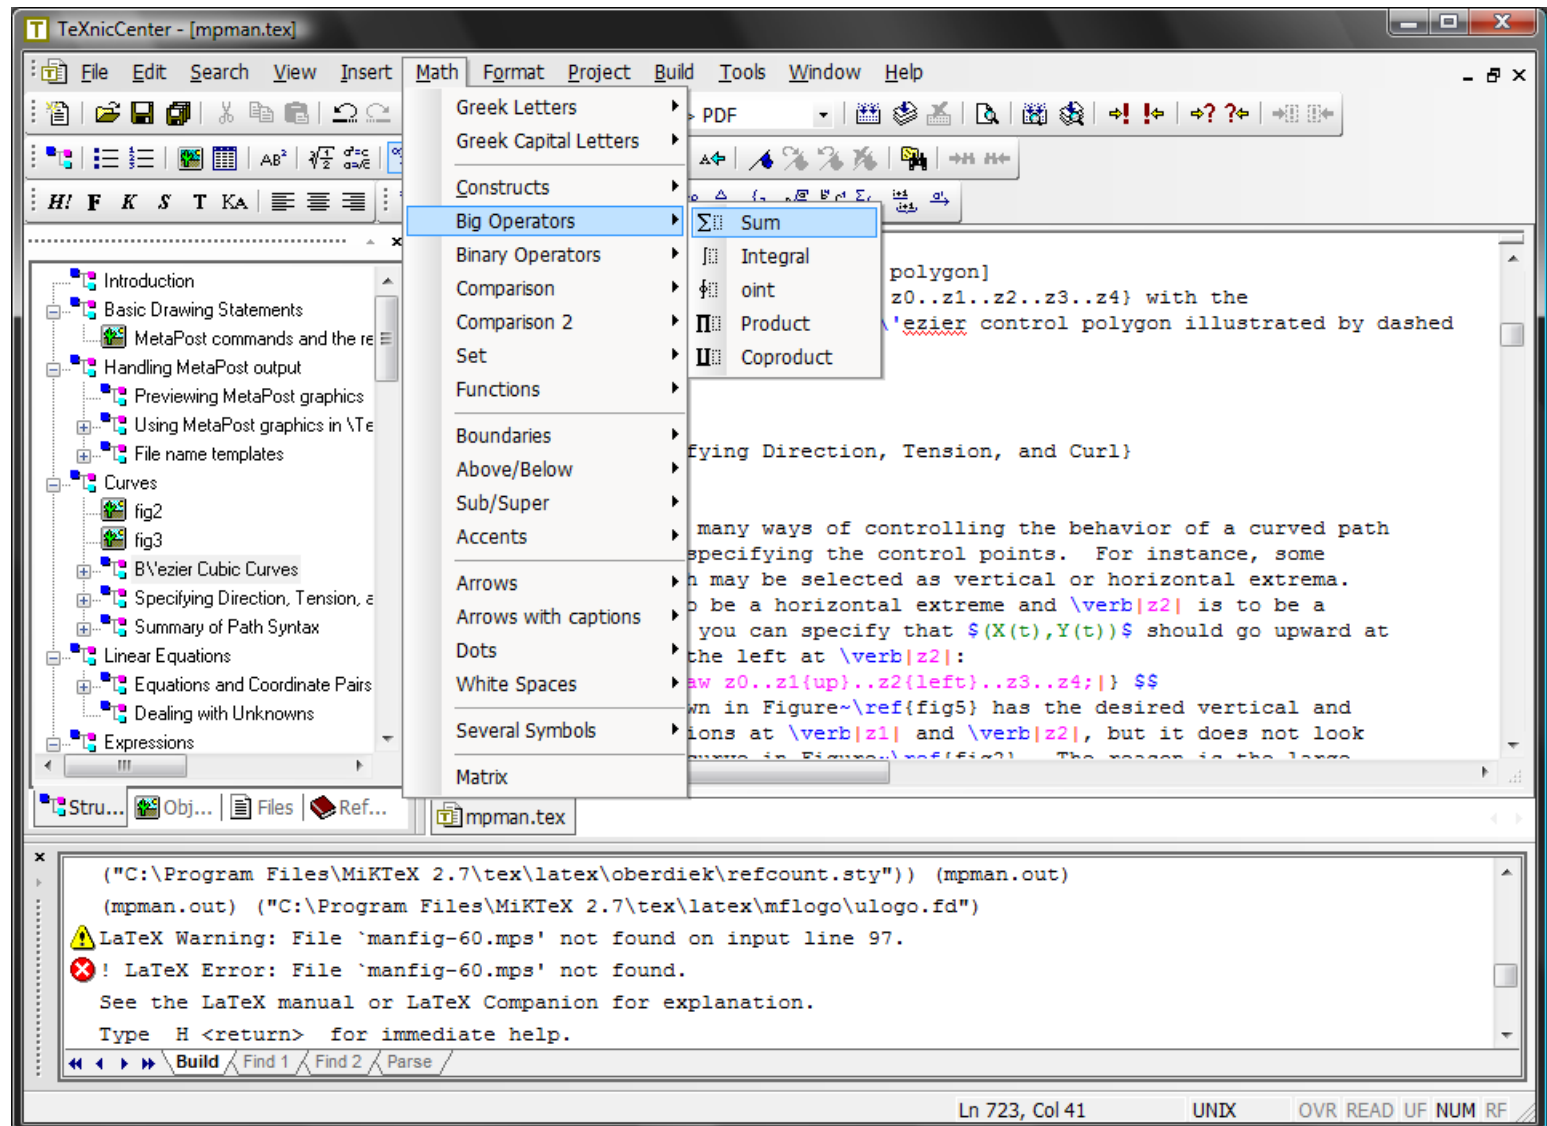 TeXnicCenter - [mpman.tex]
File Edit Search View Insert Math Format Project Build Tools Window Help
PDF
H! F K S T KA
Greek Letters
Greek Capital Letters
Constructs
Big Operators
Binary Operators
Comparison
Comparison 2
Set
Functions
Boundaries
Above/Below
Sub/Super
Accents
Arrows
Arrows with captions
Dots
White Spaces
Several Symbols
Matrix
Sum
Integral
oint
Product
Coproduct
Introduction
Basic Drawing Statements
MetaPost commands and the re
Handling MetaPost output
Previewing MetaPost graphics
Using MetaPost graphics in \Te
File name templates
Curves
fig2
fig3
B\'ezier Cubic Curves
Specifying Direction, Tension, a
Summary of Path Syntax
Linear Equations
Equations and Coordinate Pairs
Dealing with Unknowns
Expressions
Stru... Obj... Files Ref...
polygon]
z0..z1..z2..z3..z4} with the
\'ezier control polygon illustrated by dashed
fying Direction, Tension, and Curl}
many ways of controlling the behavior of a curved path
specifying the control points. For instance, some
h may be selected as vertical or horizontal extrema.
o be a horizontal extreme and \verb|z2| is to be a
you can specify that $(X(t),Y(t))$ should go upward at
the left at \verb|z2|:
aw z0..z1{up}..z2{left}..z3..z4;|} $$
wn in Figure~\ref{fig5} has the desired vertical and
ions at \verb|z1| and \verb|z2|, but it does not look
curve in Figure~\ref{fig2}. The reason is the large
mpman.tex
("C:\Program Files\MiKTeX 2.7\tex\latex\oberdiek\refcount.sty")) (mpman.out)
(mpman.out) ("C:\Program Files\MiKTeX 2.7\tex\latex\mflogo\ulogo.fd")
LaTeX Warning: File `manfig-60.mps' not found on input line 97.
! LaTeX Error: File `manfig-60.mps' not found.
See the LaTeX manual or LaTeX Companion for explanation.
Type H <return> for immediate help.
Build Find 1 Find 2 Parse
Ln 723, Col 41 UNIX OVR READ UF NUM RF